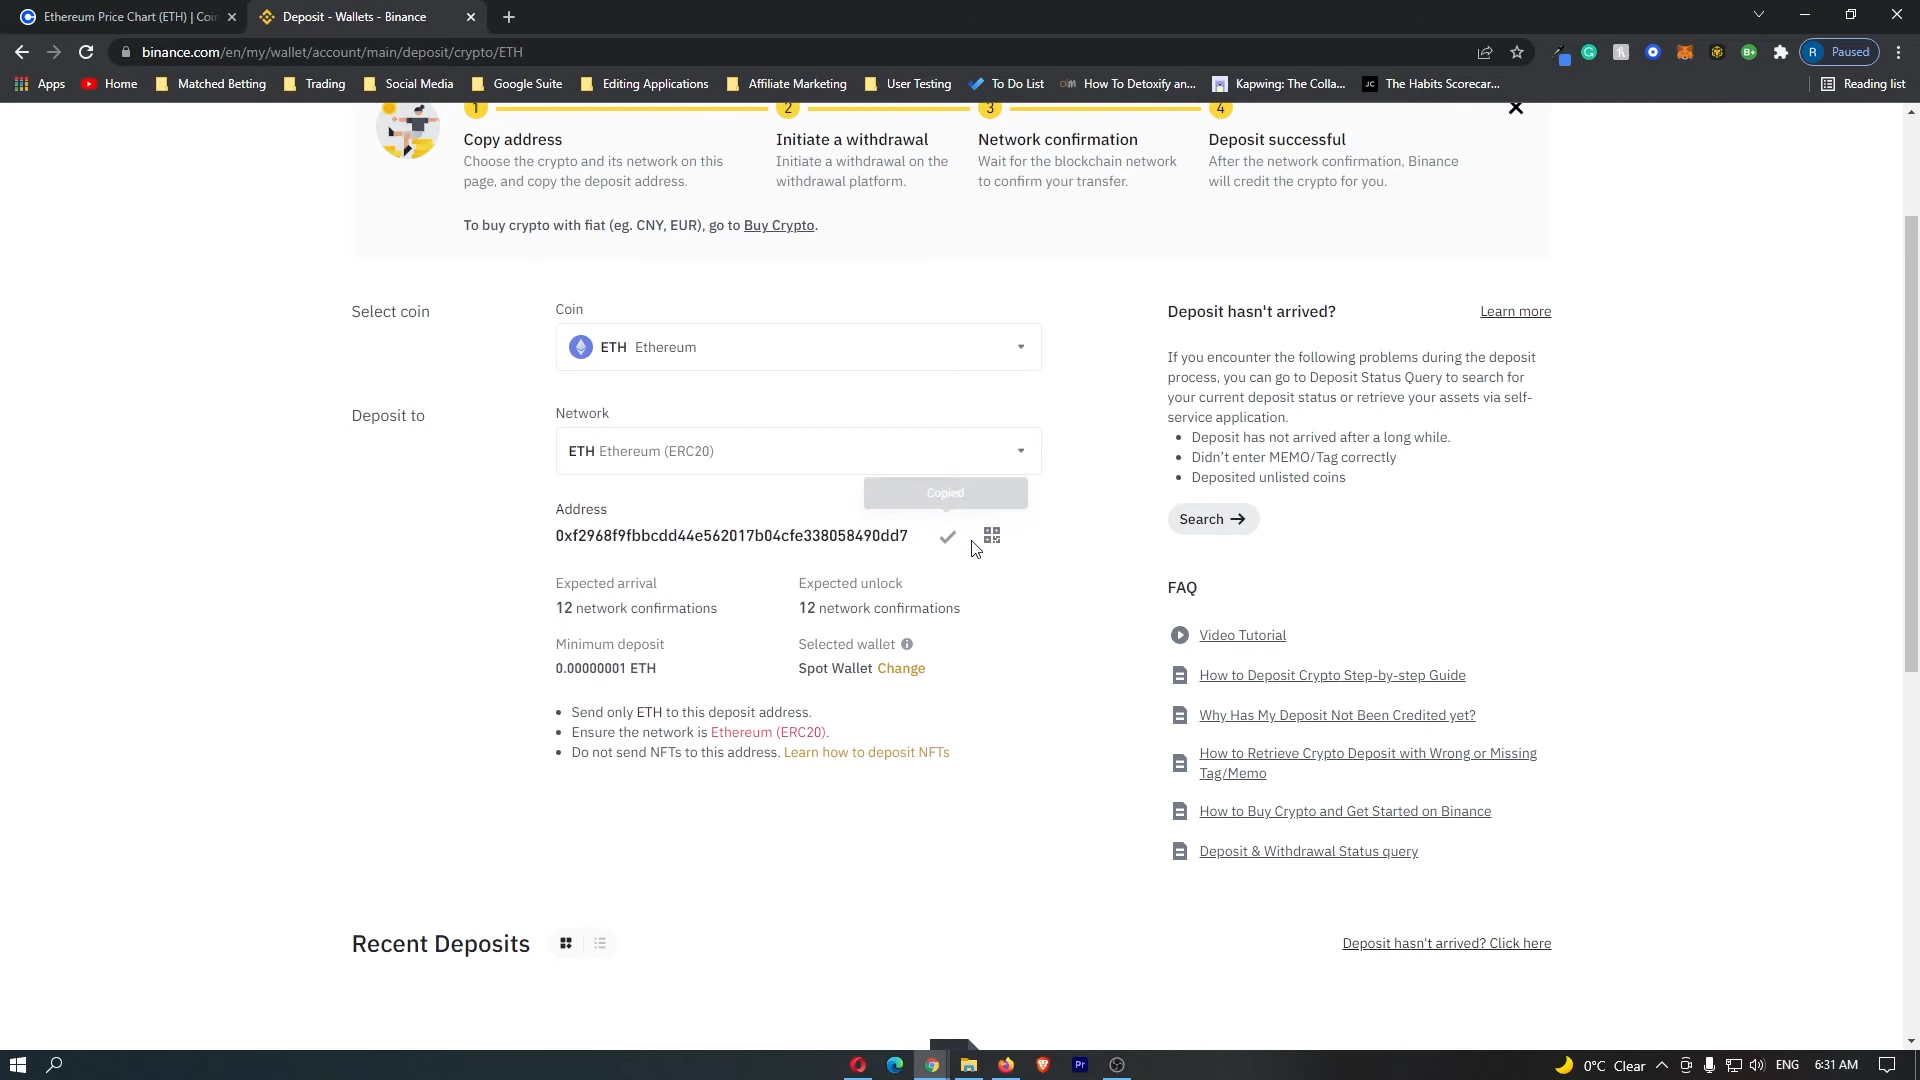 Ethereum Price Chart (ETH) | Coin
Deposit - Wallets - Binance
binance.com/en/my/wallet/account/main/deposit/crypto/ETH
R Paused
Apps Home Matched Betting Trading Social Media Google Suite Editing Applications Affiliate Marketing User Testing To Do List How To Detoxify an... Kapwing: The Colla... JC The Habits Scorecar... Reading list
1 2 3 4
Copy address Initiate a withdrawal Network confirmation Deposit successful
Choose the crypto and its network on this Initiate a withdrawal on the Wait for the blockchain network After the network confirmation, Binance
page, and copy the deposit address. withdrawal platform. to confirm your transfer. will credit the crypto for you.
To buy crypto with fiat (eg. CNY, EUR), go to Buy Crypto.
Select coin
Coin
ETH Ethereum
Deposit to
Network
ETH Ethereum (ERC20)
Copied
Address
0xf2968f9fbbcdd44e562017b04cfe338058490dd7
Expected arrival Expected unlock
12 network confirmations 12 network confirmations
Minimum deposit Selected wallet
0.00000001 ETH Spot Wallet Change
Send only ETH to this deposit address.
Ensure the network is Ethereum (ERC20).
Do not send NFTs to this address. Learn how to deposit NFTs
Deposit hasn't arrived? Learn more
If you encounter the following problems during the deposit
process, you can go to Deposit Status Query to search for
your current deposit status or retrieve your assets via self-
service application.
Deposit has not arrived after a long while.
Didn't enter MEMO/Tag correctly
Deposited unlisted coins
Search
FAQ
Video Tutorial
How to Deposit Crypto Step-by-step Guide
Why Has My Deposit Not Been Credited yet?
How to Retrieve Crypto Deposit with Wrong or Missing
Tag/Memo
How to Buy Crypto and Get Started on Binance
Deposit & Withdrawal Status query
Recent Deposits
Deposit hasn't arrived? Click here
0°C Clear ENG 6:31 AM